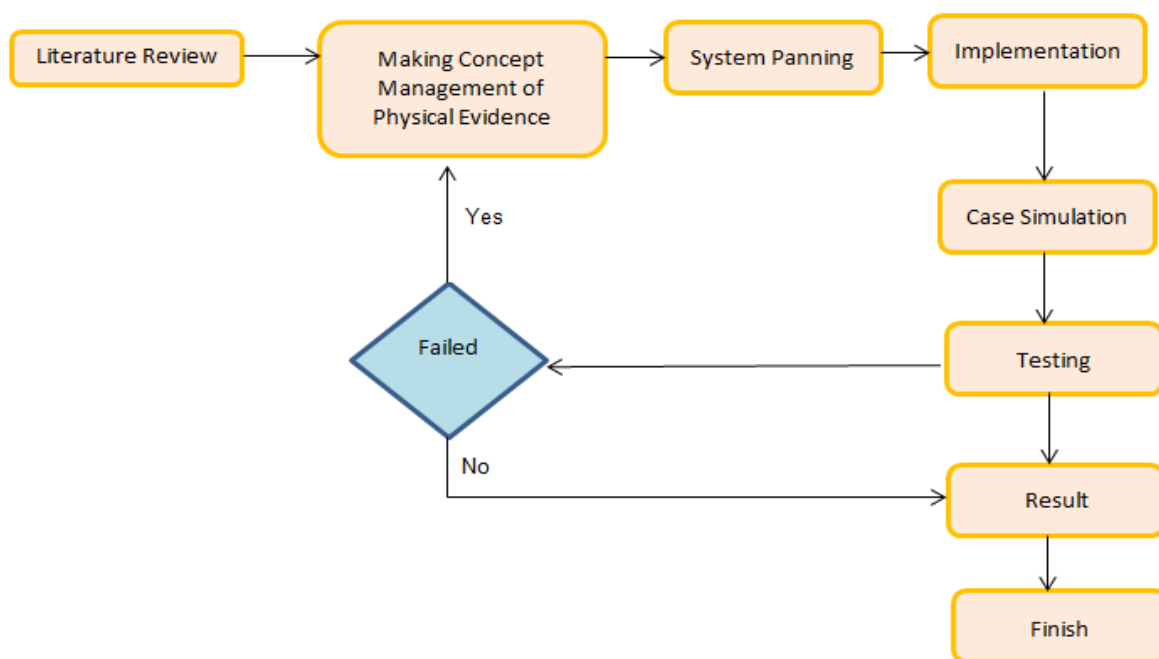 Literature Review
Making Concept
Management of
Physical Evidence
System Panning
Implementation
Case Simulation
Yes
Failed
Testing
No
Result
Finish